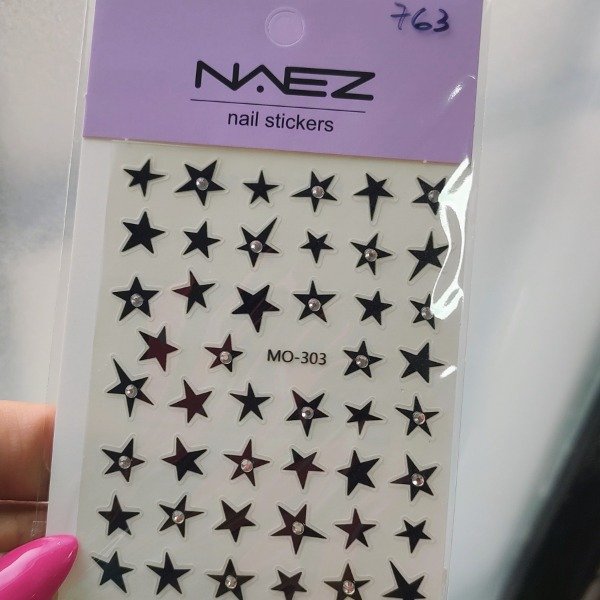 763
NAEZ
nail stickers
MO-303